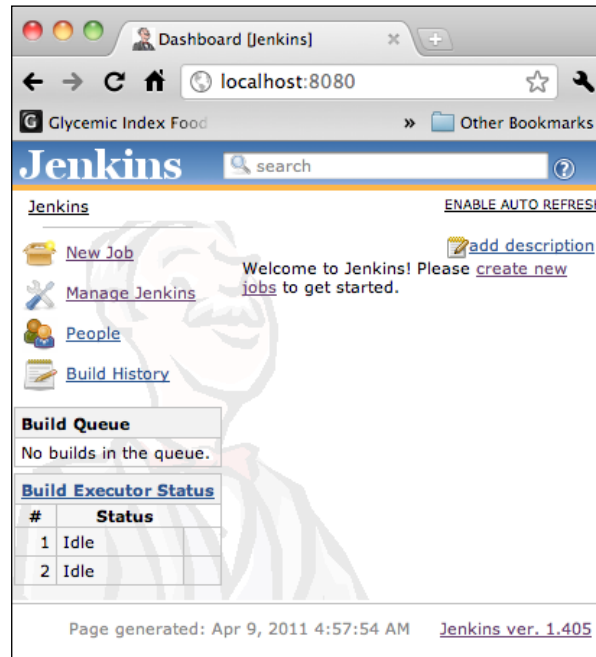 Dashboard [Jenkins]
localhost:8080
G Glycemic Index Food
» Other Bookmarks
Jenkins
search
?
Jenkins
ENABLE AUTO REFRESH
New Job
Manage Jenkins
People
Build History
add description
Welcome to Jenkins! Please create new
jobs to get started.
Build Queue
No builds in the queue.
Build Executor Status
# Status
1 Idle
2 Idle
Page generated: Apr 9, 2011 4:57:54 AM Jenkins ver. 1.405